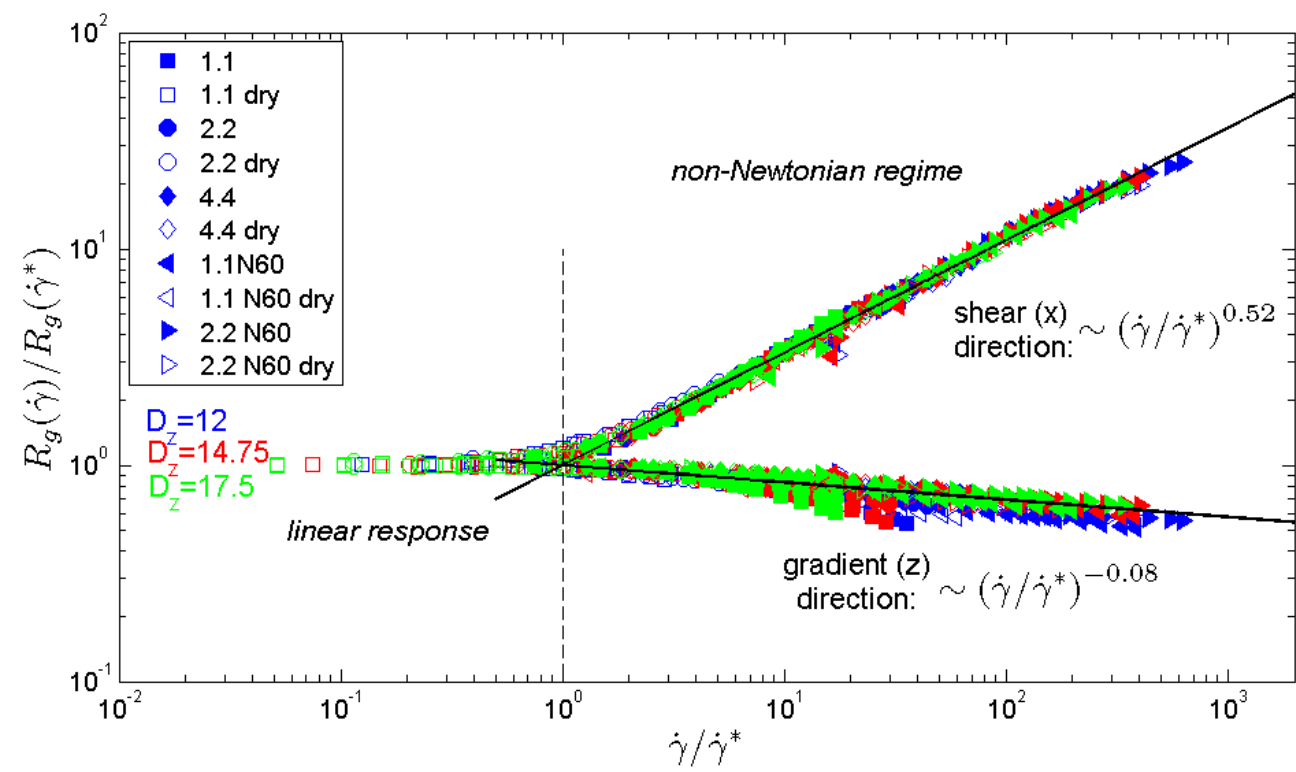 10^2
10^1
10^0
10^-1
R_g(γ̇)/R_g(γ̇*)
1.1
1.1 dry
2.2
2.2 dry
4.4
4.4 dry
1.1N60
1.1 N60 dry
2.2 N60
2.2 N60 dry
D_z=12
D_z=14.75
D_z=17.5
non-Newtonian regime
shear (x)
direction: ~ (γ̇/γ̇*)^0.52
linear response
gradient (z)
direction: ~ (γ̇/γ̇*)^−0.08
10^-2 10^-1 10^0 10^1 10^2 10^3
γ̇/γ̇*